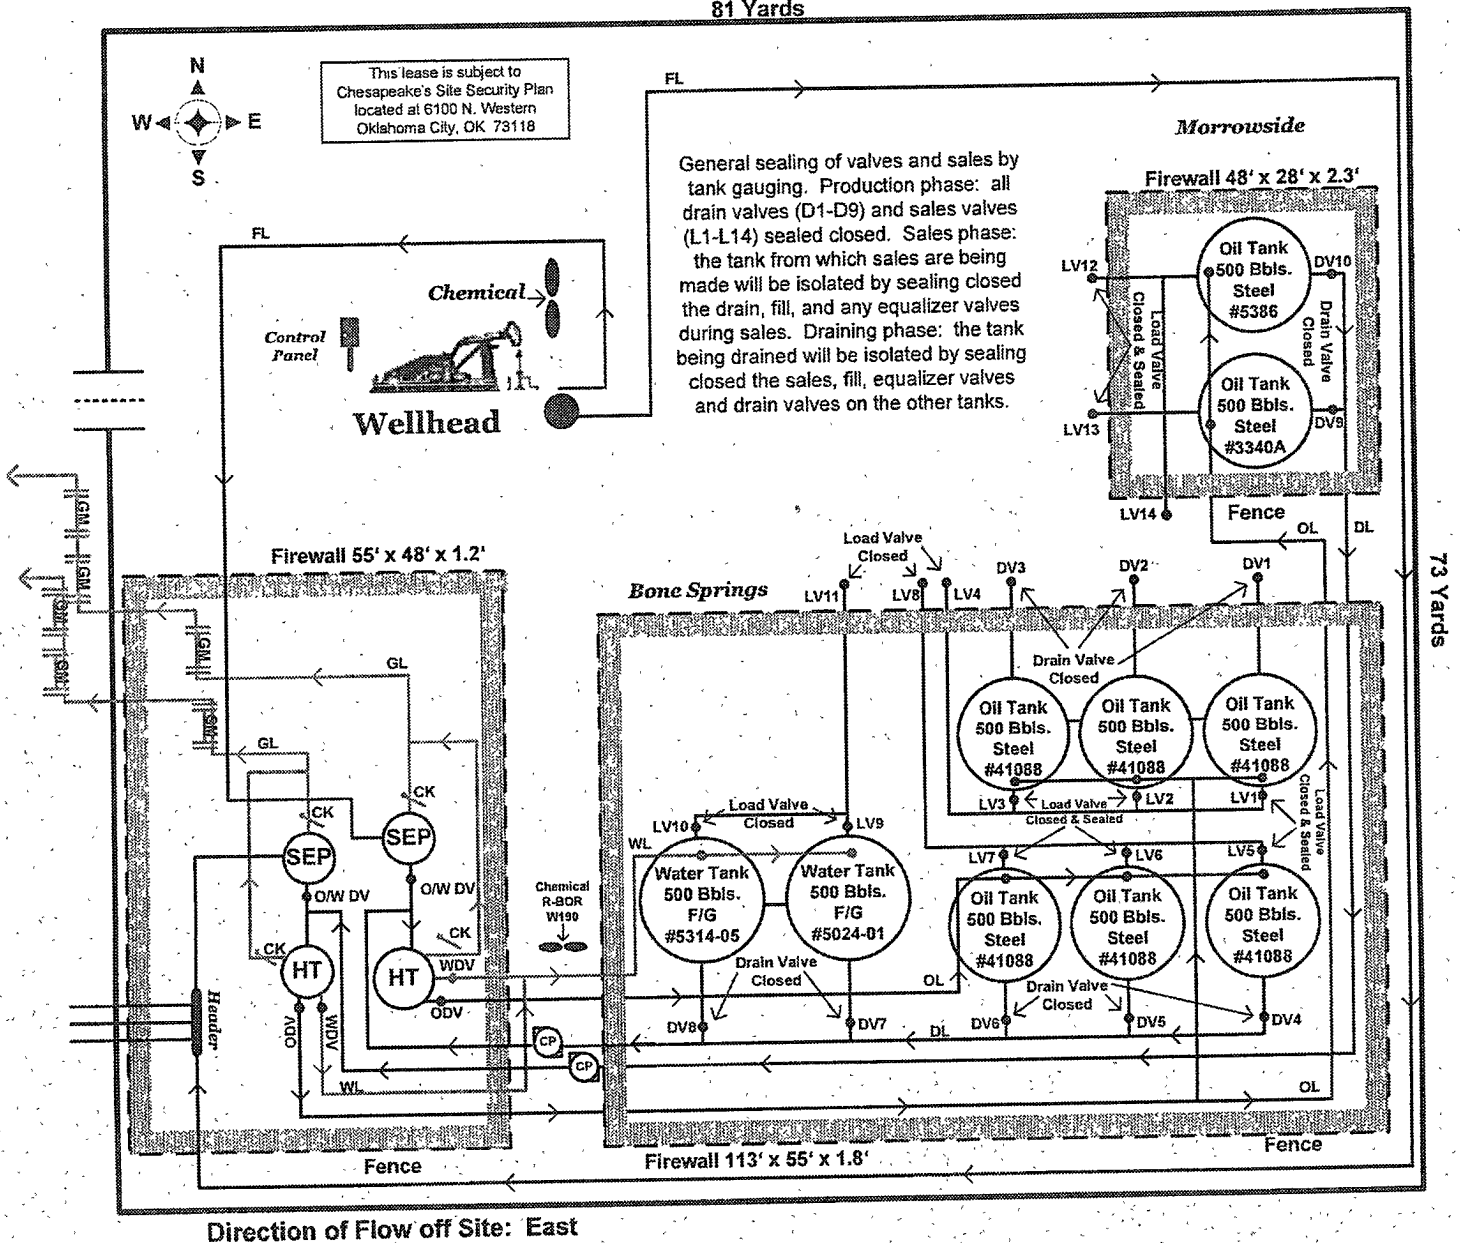 81 Yards
N
W
E
S
This lease is subject to
Chesapeake's Site Security Plan
located at 6100 N. Western
Oklahoma City, OK 73118
FL
Morrowside
General sealing of valves and sales by
tank gauging. Production phase: all
drain valves (D1-D9) and sales valves
(L1-L14) sealed closed. Sales phase:
the tank from which sales are being
made will be isolated by sealing closed
the drain, fill, and any equalizer valves
during sales. Draining phase: the tank
being drained will be isolated by sealing
closed the sales, fill, equalizer valves
and drain valves on the other tanks.
Firewall 48' x 28' x 2.3'
LV12
Oil Tank
500 Bbls.
Steel
#5386
DV10
Load Valve
Closed & Sealed
Drain Valve
Closed
LV13
Oil Tank
500 Bbls.
Steel
#3340A
DV9
LV14
Fence
OL
DL
73 Yards
FL
Chemical
Control
Panel
Wellhead
GM
GM
GM
GM
Firewall 55' x 48' x 1.2'
GM
GL
GM
GL
CK
CK
SEP
SEP
O/W DV
O/W DV
CK
CK
HT
HT
WDV
ODV
ODV
WDV
Header
WL
Fence
Chemical
R-BOR
W190
CP
CP
Bone Springs
Load Valve
Closed
LV11
LV8
LV4
DV3
DV2
DV1
Drain Valve
Closed
Oil Tank
500 Bbls.
Steel
#41088
Oil Tank
500 Bbls.
Steel
#41088
Oil Tank
500 Bbls.
Steel
#41088
LV3
Load Valve
Closed & Sealed
LV2
LV1
Load Valve
Closed & Sealed
LV10
Load Valve
Closed
LV9
WL
LV7
LV6
LV5
Water Tank
500 Bbls.
F/G
#5314-05
Water Tank
500 Bbls.
F/G
#5024-01
Oil Tank
500 Bbls.
Steel
#41088
Oil Tank
500 Bbls.
Steel
#41088
Oil Tank
500 Bbls.
Steel
#41088
Drain Valve
Closed
OL
Drain Valve
Closed
DV8
DV7
DV6
DV5
DV4
DL
OL
Fence
Firewall 113' x 55' x 1.8'
Direction of Flow off Site: East